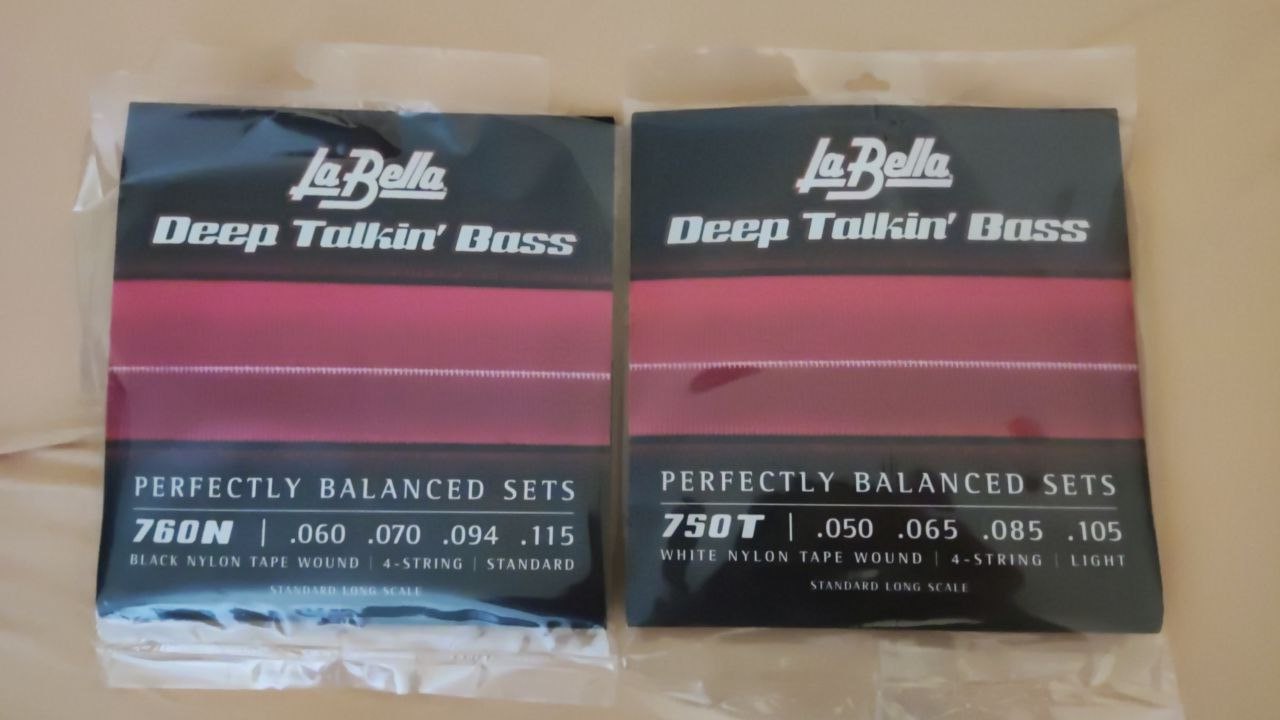 La Bella
Deep Talkin' Bass
PERFECTLY BALANCED SETS
760N | .060 .070 .094 .115
BLACK NYLON TAPE WOUND | 4-STRING | STANDARD
STANDARD LONG SCALE
La Bella
Deep Talkin' Bass
PERFECTLY BALANCED SETS
750T | .050 .065 .085 .105
WHITE NYLON TAPE WOUND | 4-STRING | LIGHT
STANDARD LONG SCALE